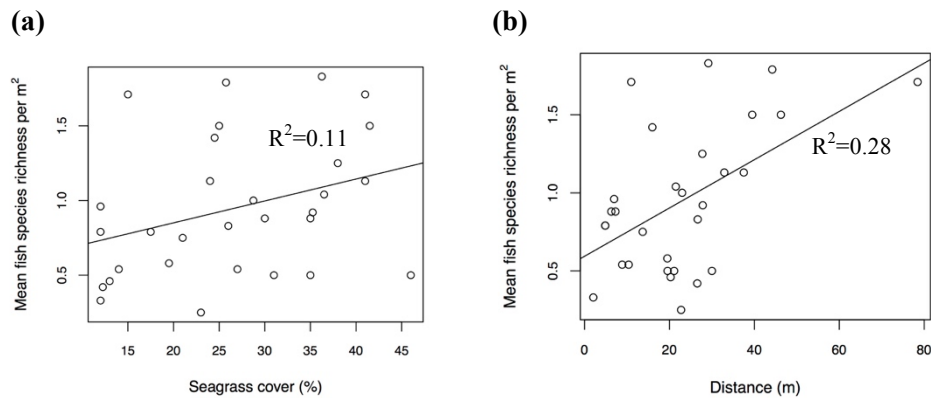 (a)
Mean fish species richness per m²
1.5
1.0
0.5
R²=0.11
15 20 25 30 35 40 45
Seagrass cover (%)
(b)
Mean fish species richness per m²
1.5
1.0
0.5
R²=0.28
0 20 40 60 80
Distance (m)